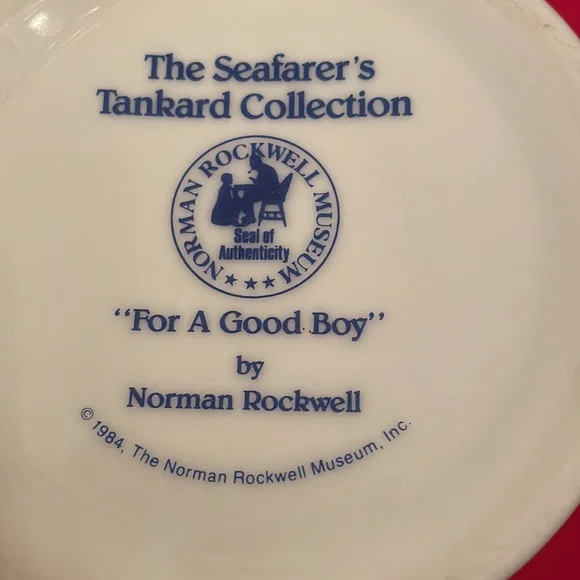 The Seafarer's
Tankard Collection
NORMAN ROCKWELL MUSEUM
Seal of
Authenticity
"For A Good Boy"
by
Norman Rockwell
© 1984, The Norman Rockwell Museum, Inc.